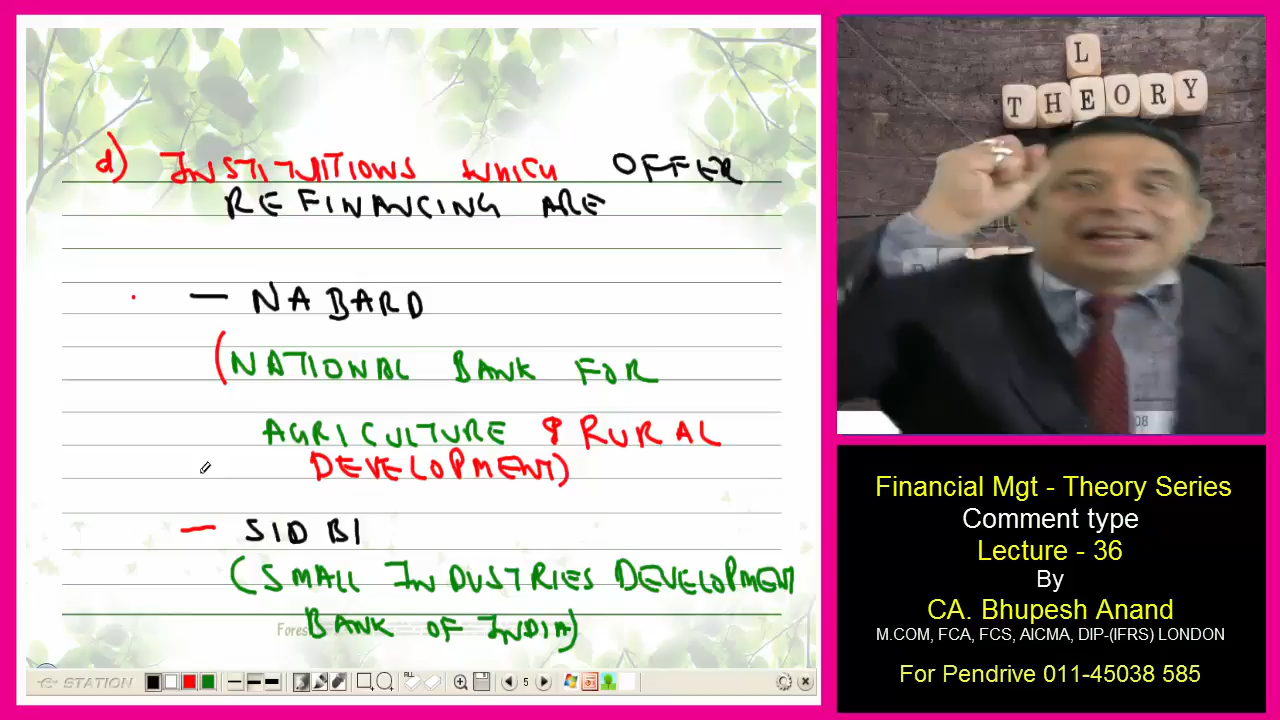 d) INSTITUTIONS WHICH OFFER
REFINANCING ARE
— NABARD
(NATIONAL BANK FOR
AGRICULTURE & RURAL
DEVELOPMENT)
— SIDBI
(SMALL INDUSTRIES DEVELOPMENT
BANK OF INDIA)
Fores
e STATION
5
L
THEORY
08
Financial Mgt - Theory Series
Comment type
Lecture - 36
By
CA. Bhupesh Anand
M.COM, FCA, FCS, AICMA, DIP-(IFRS) LONDON
For Pendrive 011-45038 585